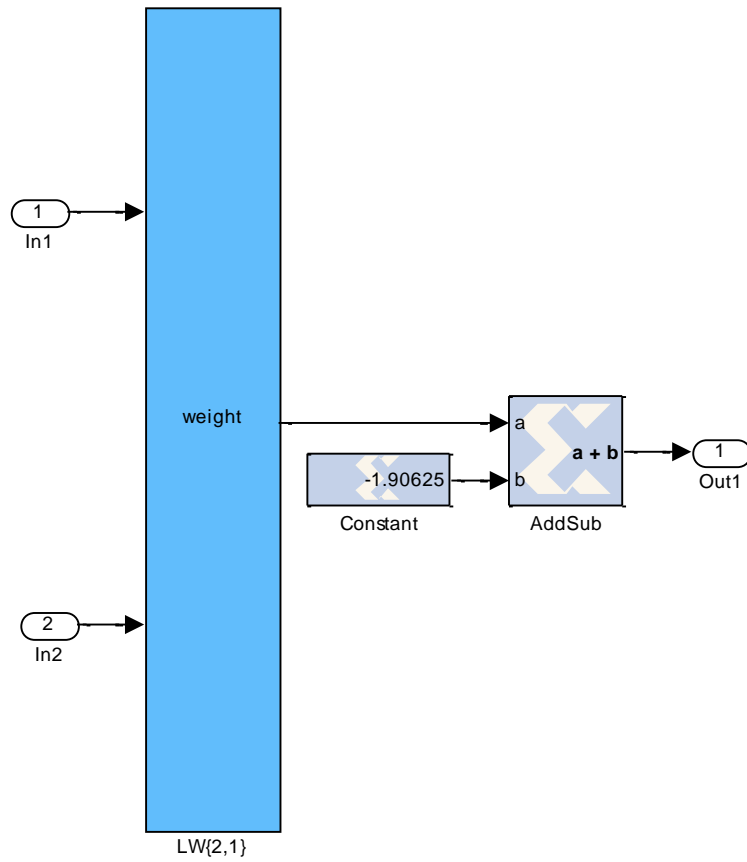 1
In1
weight
a
a + b
1
Out1
-1.90625
b
Constant
AddSub
2
In2
LW{2,1}